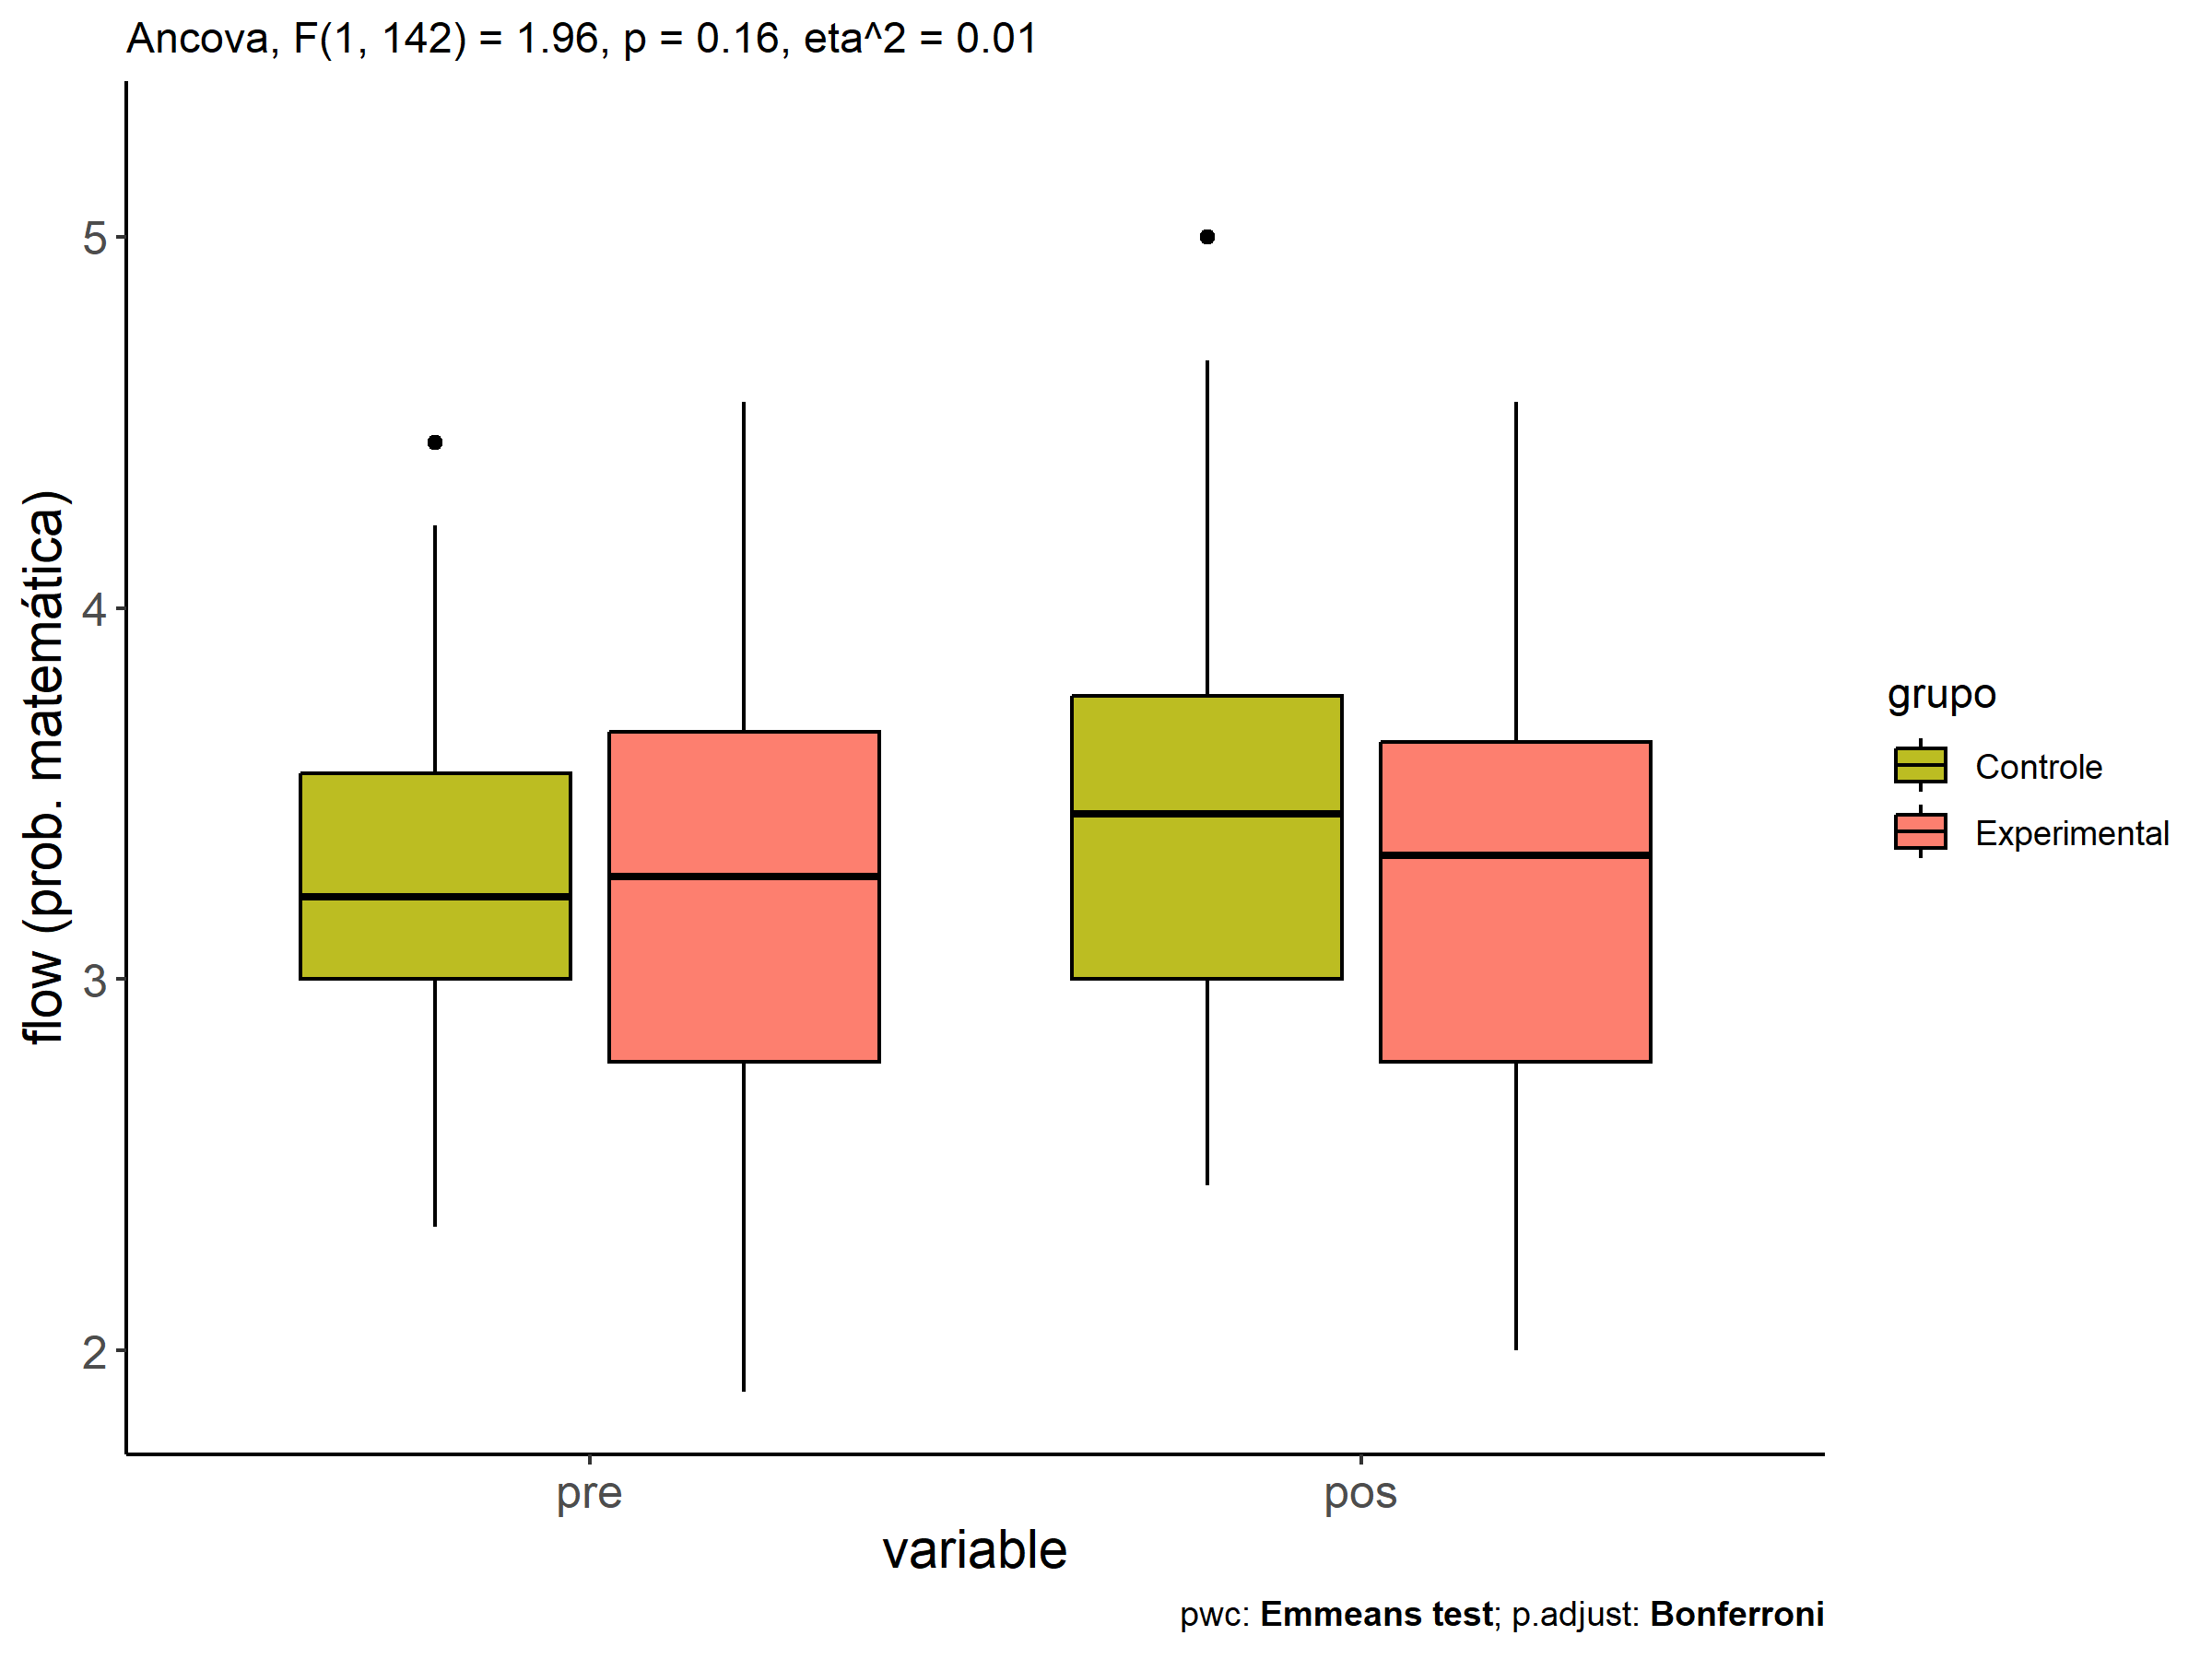 Ancova, F(1, 142) = 1.96, p = 0.16, eta^2 = 0.01
flow (prob. matemática)
5
4
3
2
pre
pos
variable
grupo
Controle
Experimental
pwc: Emmeans test; p.adjust: Bonferroni